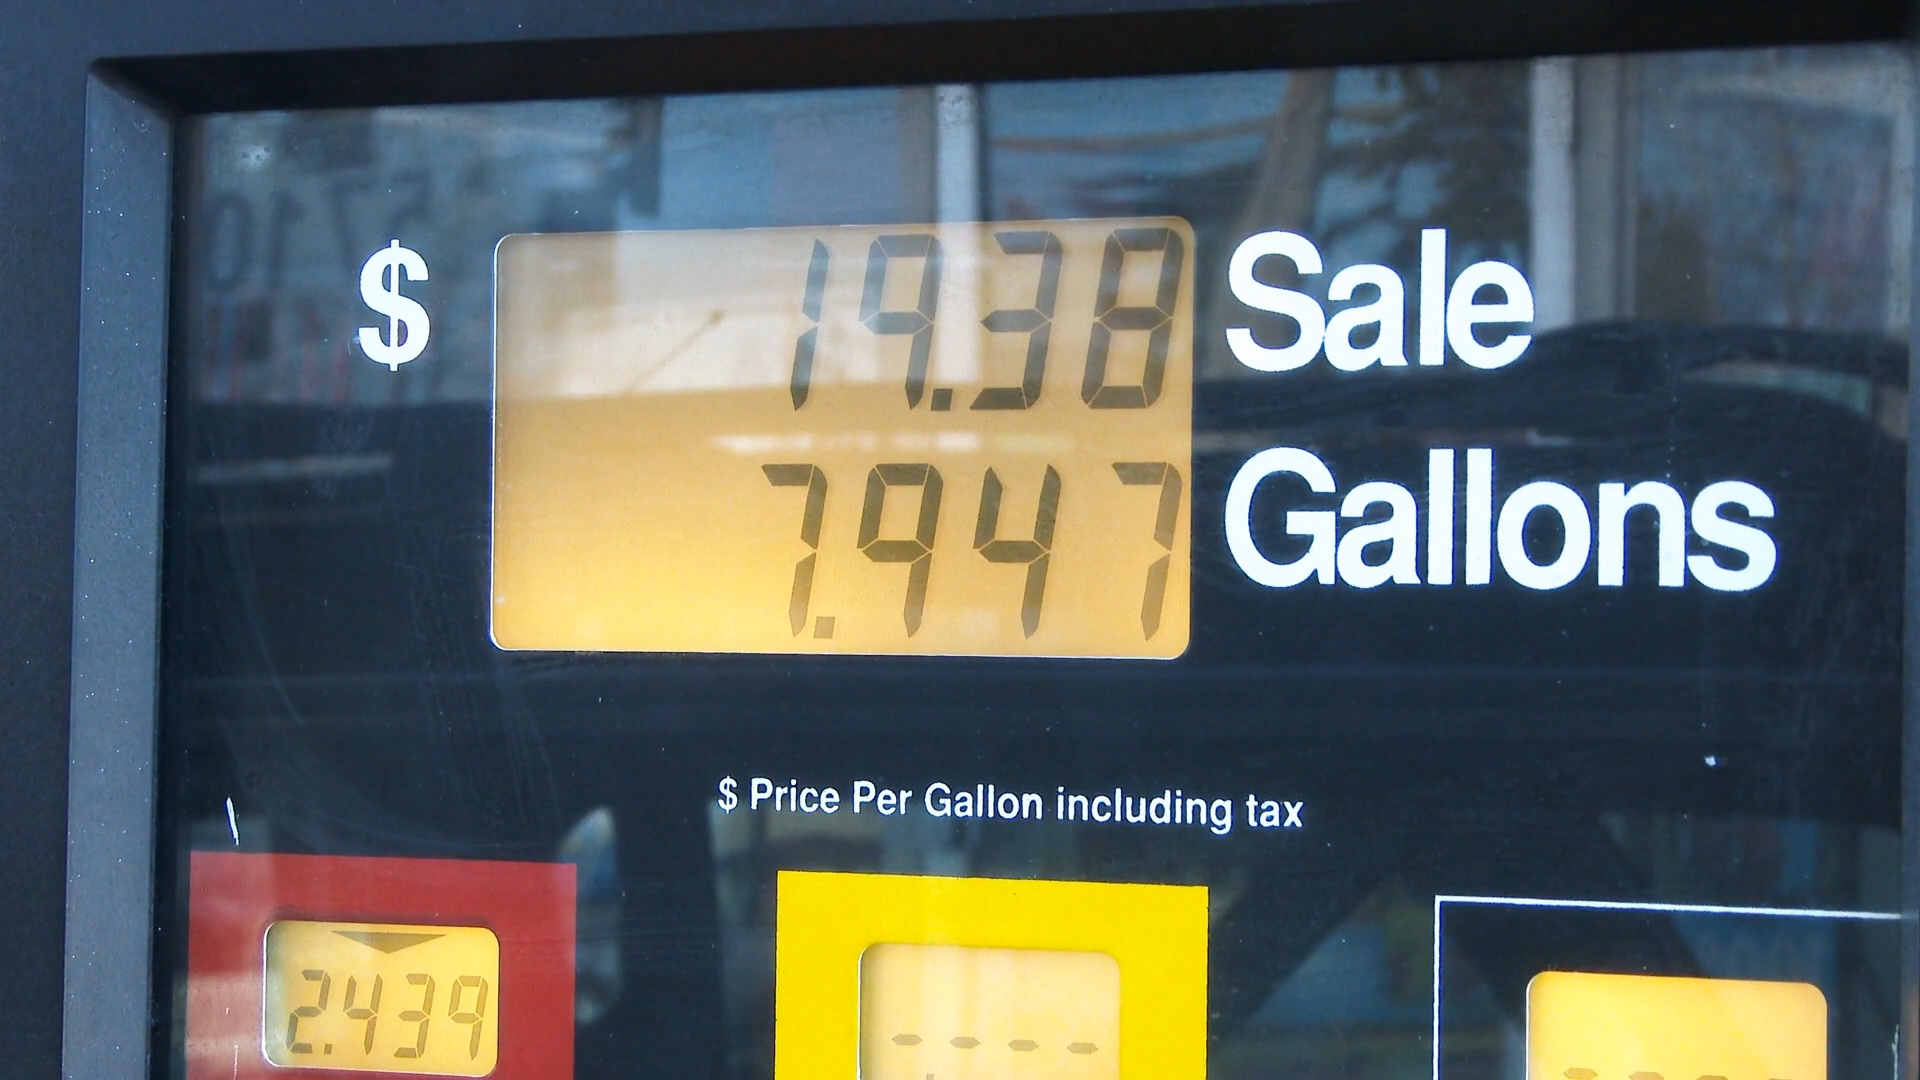 $ 19.38 Sale
7.947 Gallons
$ Price Per Gallon including tax
2.439
- - - -